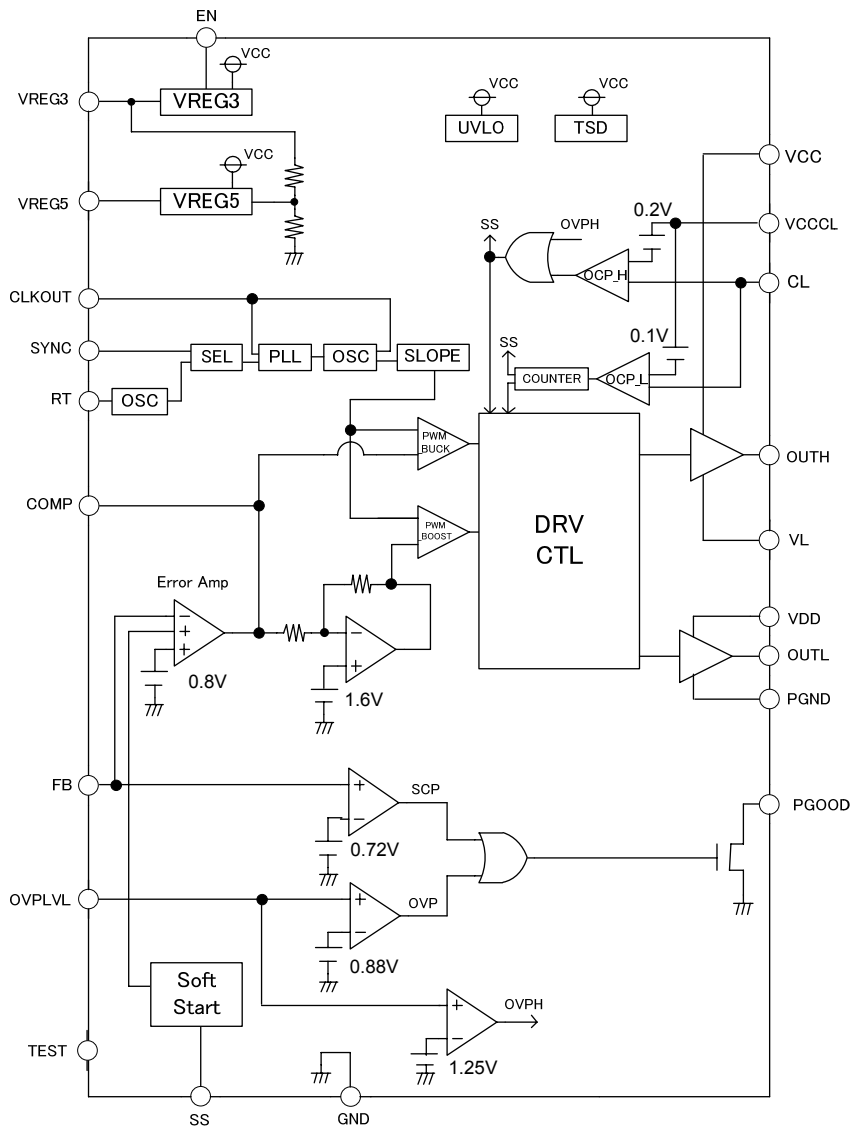 EN
VCC
VREG3
VREG3
VCC
UVLO
VCC
TSD
VCC
VCC
VREG5
VREG5
0.2V
VCCCL
SS
OVPH
OCP_H
CL
CLKOUT
0.1V
SYNC
SEL
PLL
OSC
SLOPE
SS
COUNTER
OCP_L
RT
OSC
PWM
_BUCK
OUTH
COMP
PWM
_BOOST
DRV
CTL
VL
Error Amp
−
+
+
0.8V
−
+
1.6V
VDD
OUTL
PGND
FB
+
−
SCP
0.72V
PGOOD
OVPLVL
+
−
OVP
0.88V
Soft
Start
+
−
OVPH
1.25V
TEST
SS
GND